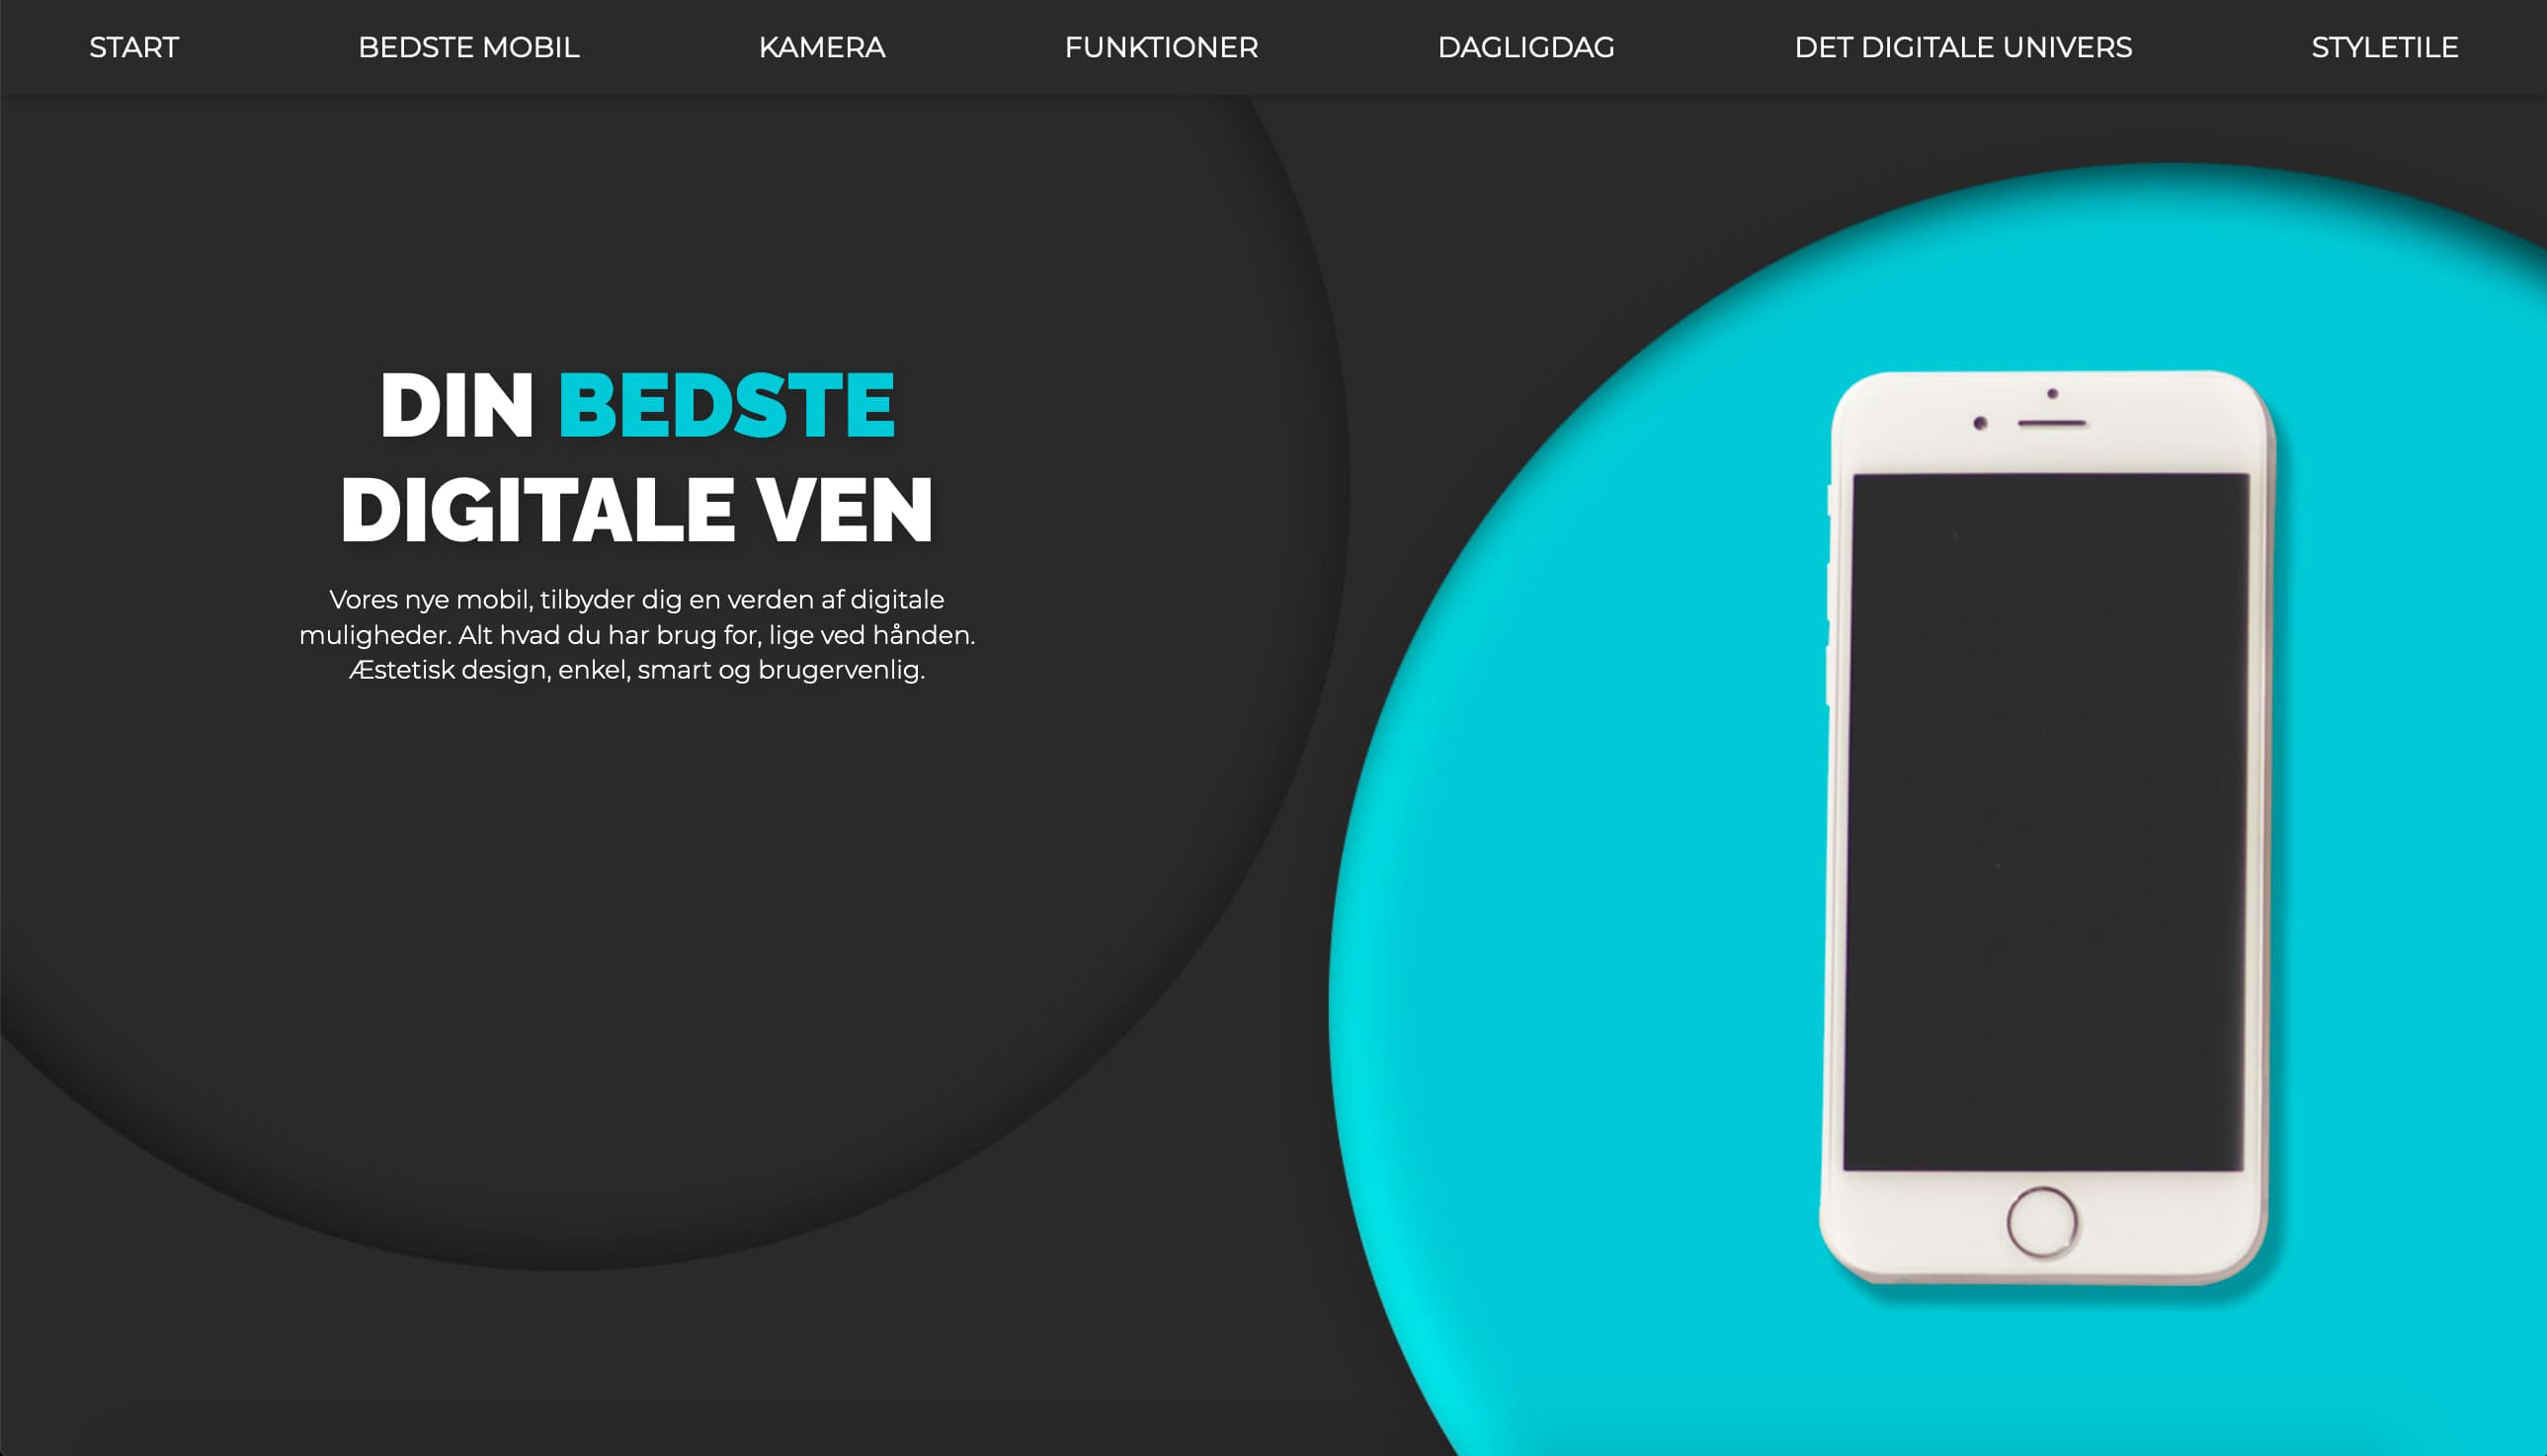 START
BEDSTE MOBIL
KAMERA
FUNKTIONER
DAGLIGDAG
DET DIGITALE UNIVERS
STYLETILE
DIN BEDSTE
DIGITALE VEN
Vores nye mobil, tilbyder dig en verden af digitale
muligheder. Alt hvad du har brug for, lige ved hånden.
Æstetisk design, enkel, smart og brugervenlig.